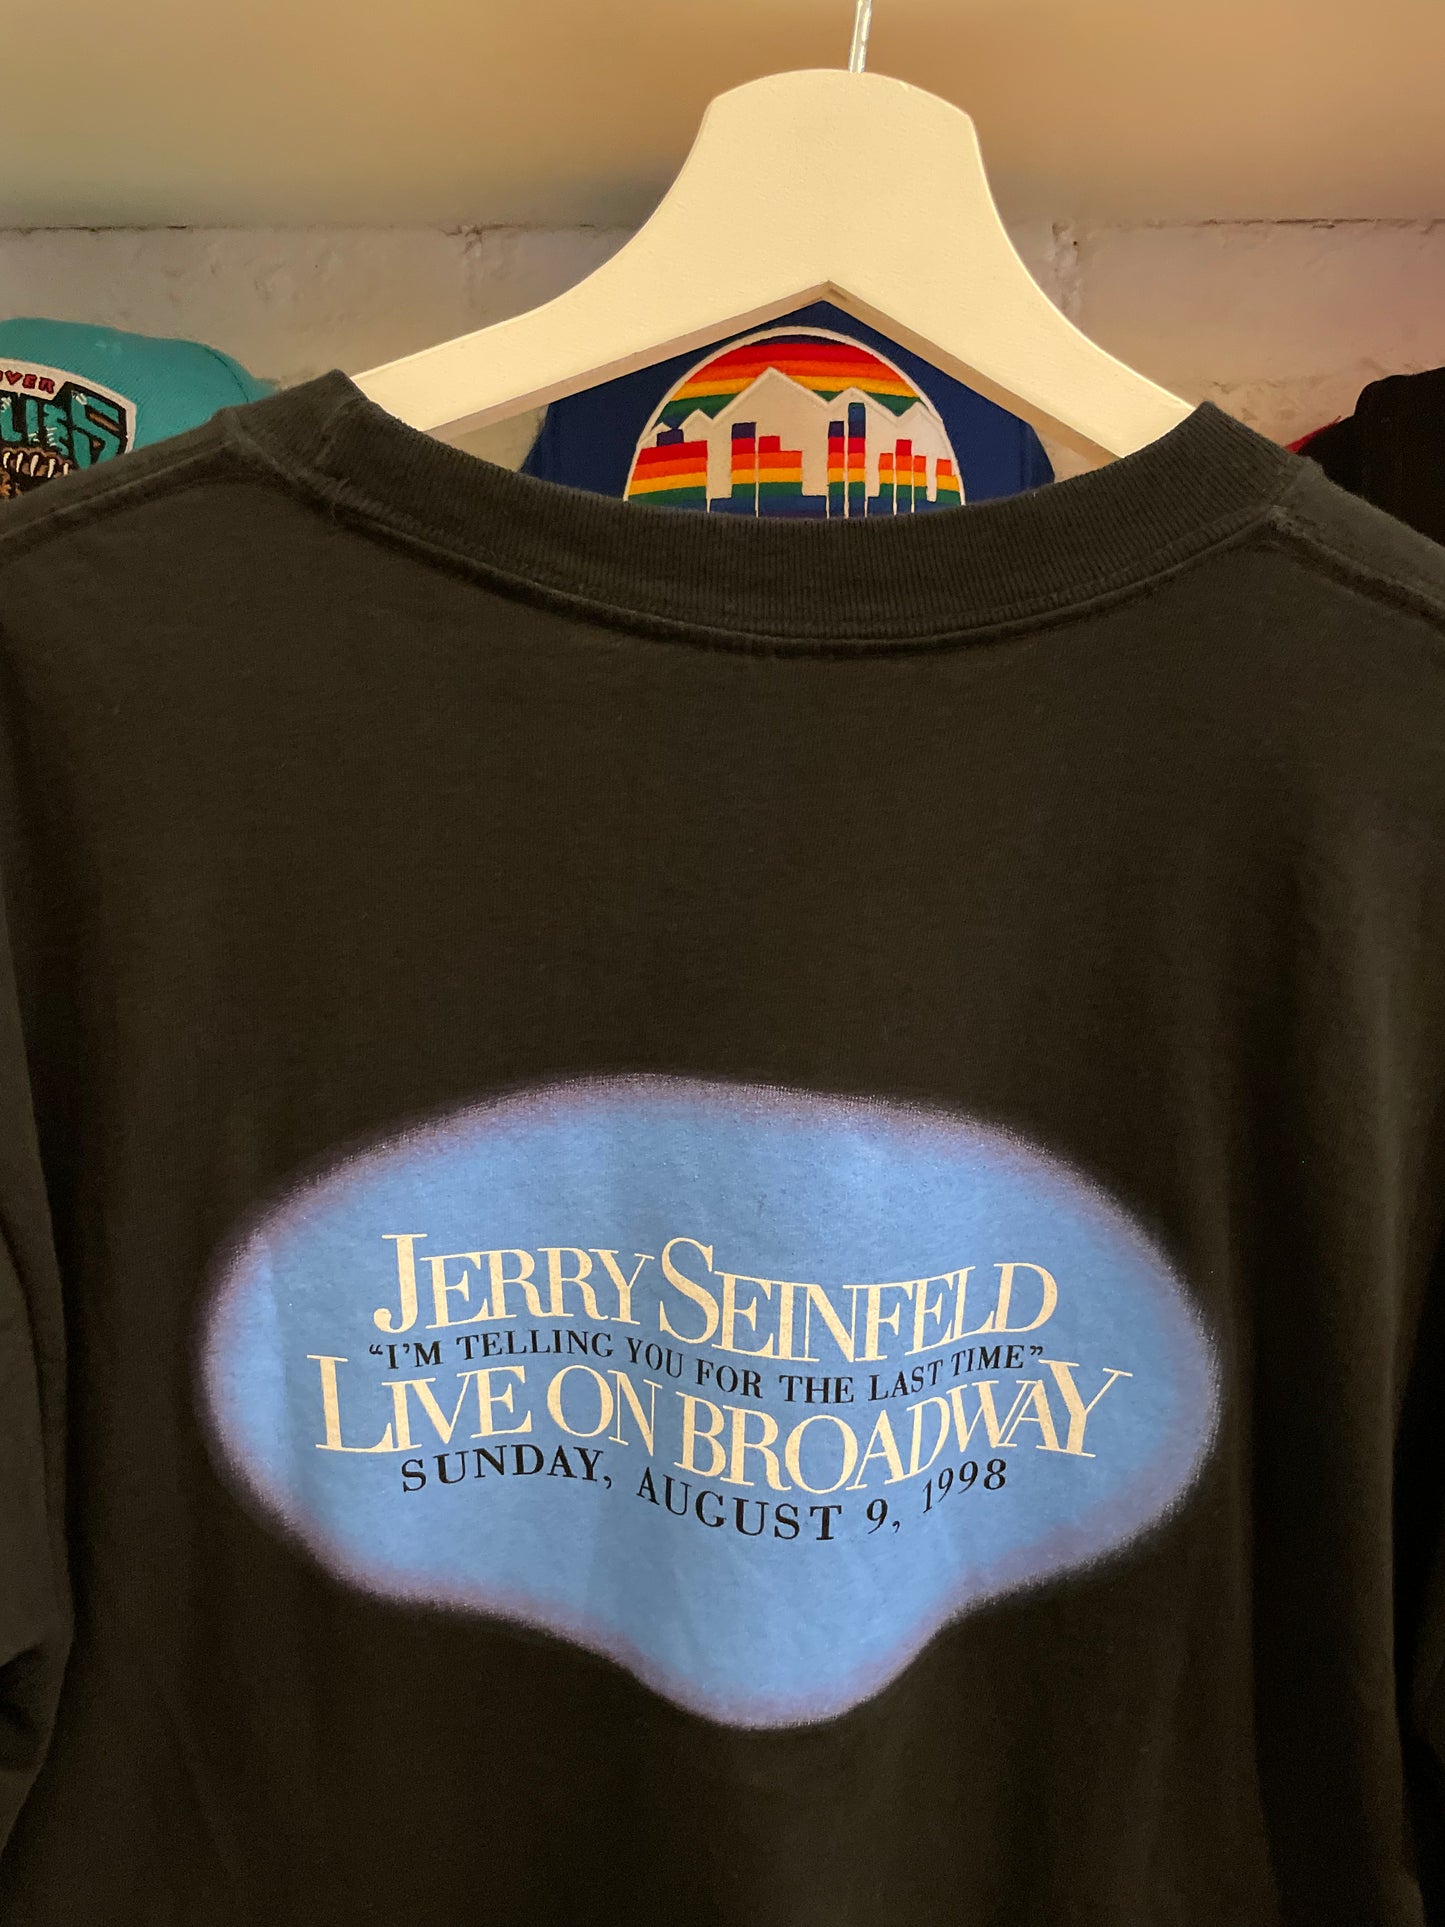 JERRY SEINFELD
“I'M TELLING YOU FOR THE LAST TIME”
LIVE ON BROADWAY
SUNDAY, AUGUST 9, 1998